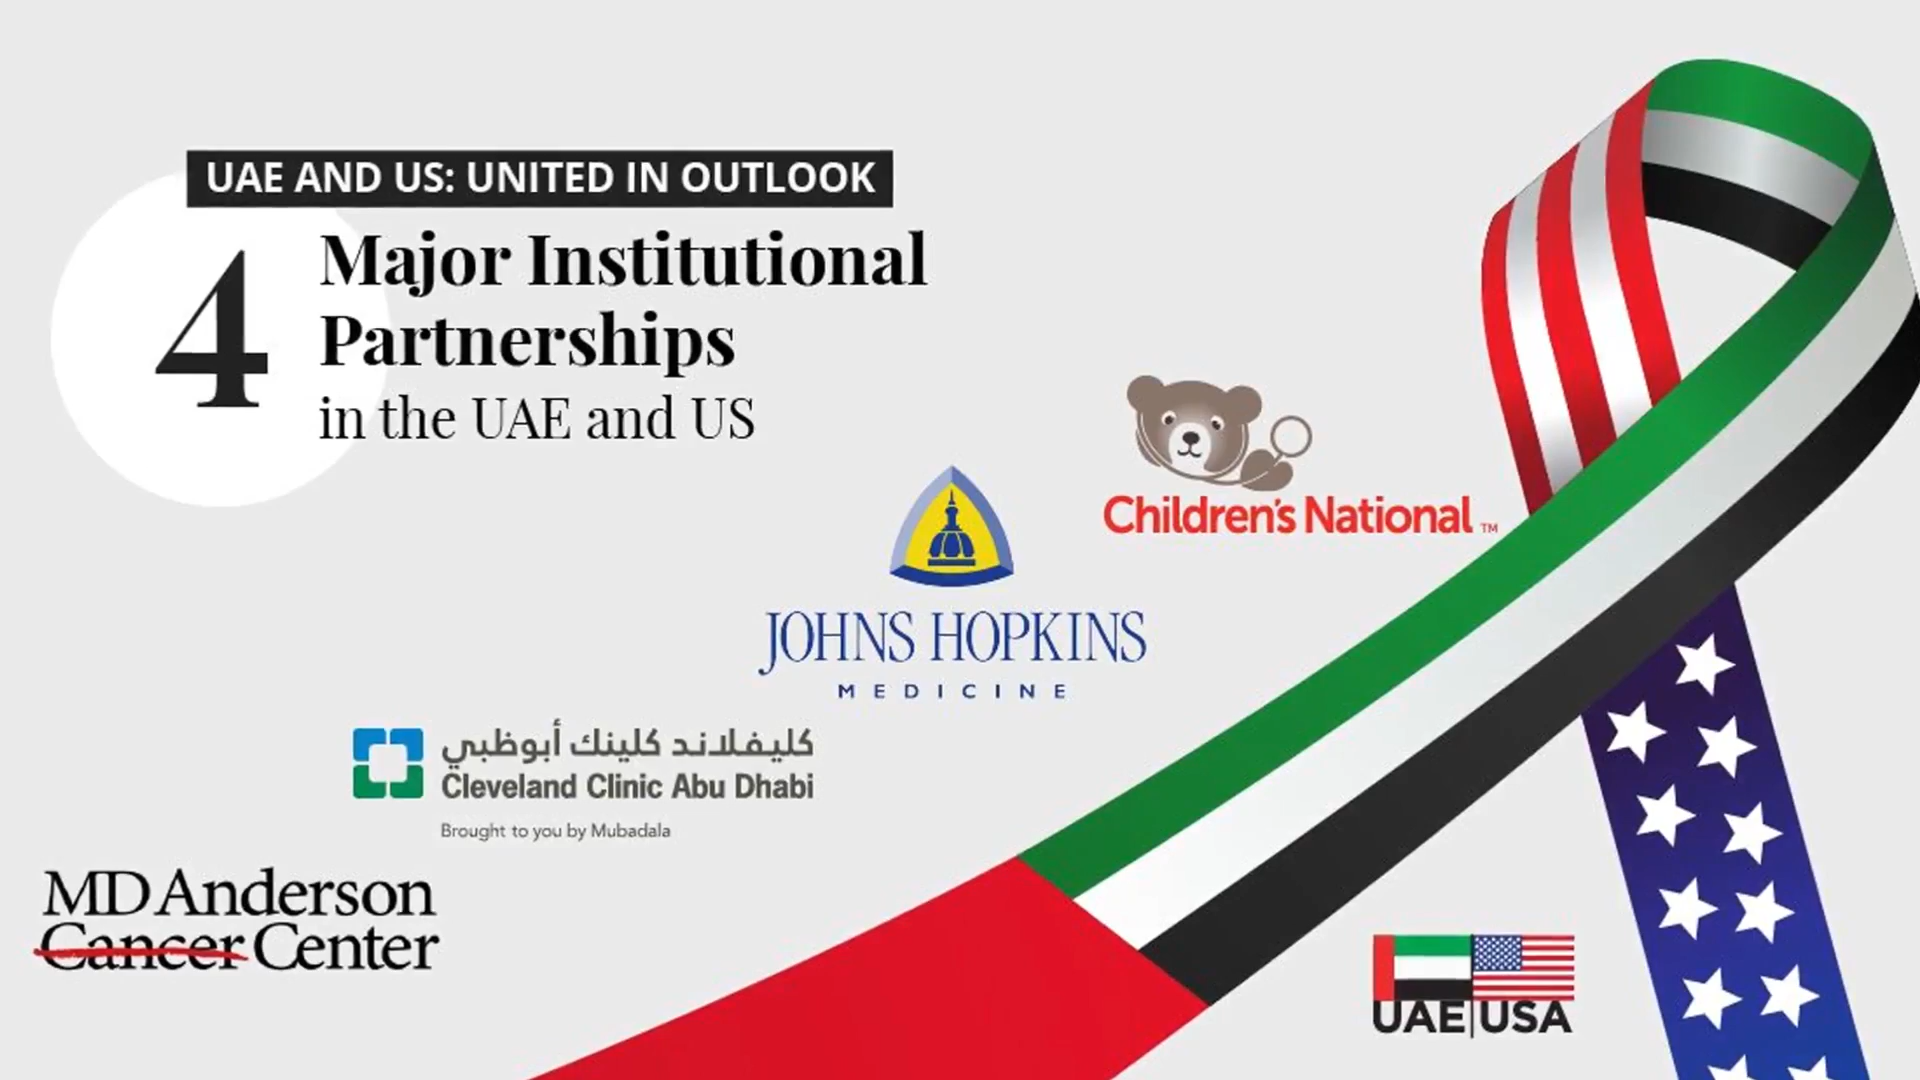 UAE AND US: UNITED IN OUTLOOK
4
Major Institutional
Partnerships
in the UAE and US
Children's National ™
JOHNS HOPKINS
MEDICINE
كليفلاند كلينك أبوظبي
Cleveland Clinic Abu Dhabi
Brought to you by Mubadala
MD Anderson
Cancer Center
UAE|USA